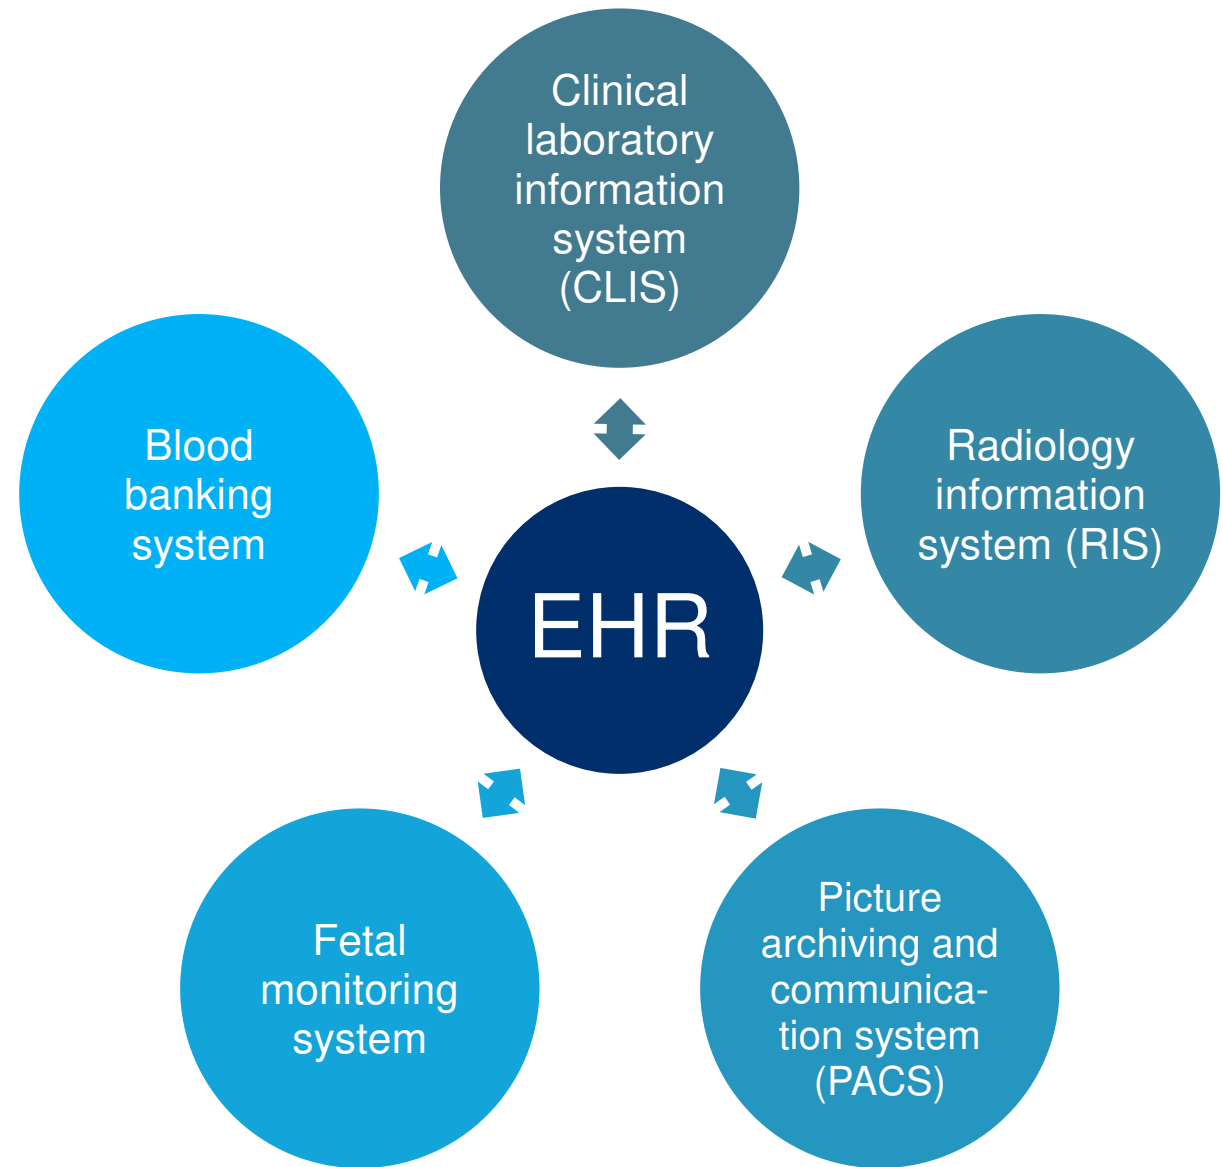 Clinical
laboratory
information
system
(CLIS)
Blood
banking
system
Radiology
information
system (RIS)
EHR
Fetal
monitoring
system
Picture
archiving and
communica-
tion system
(PACS)